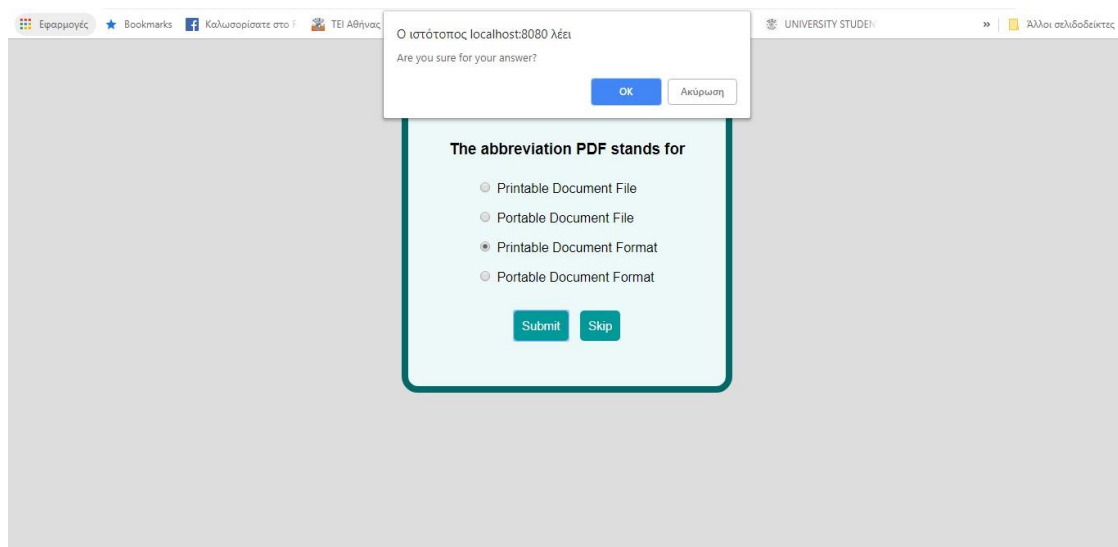 Εφαρμογές Bookmarks Καλωσορίσατε στο ΤΕΙ Αθήνας UNIVERSITY STUDEN » Άλλοι σελιδοδείκτες
Ο ιστότοπος localhost:8080 λέει
Are you sure for your answer?
OK Ακύρωση
The abbreviation PDF stands for
Printable Document File
Portable Document File
Printable Document Format
Portable Document Format
Submit Skip